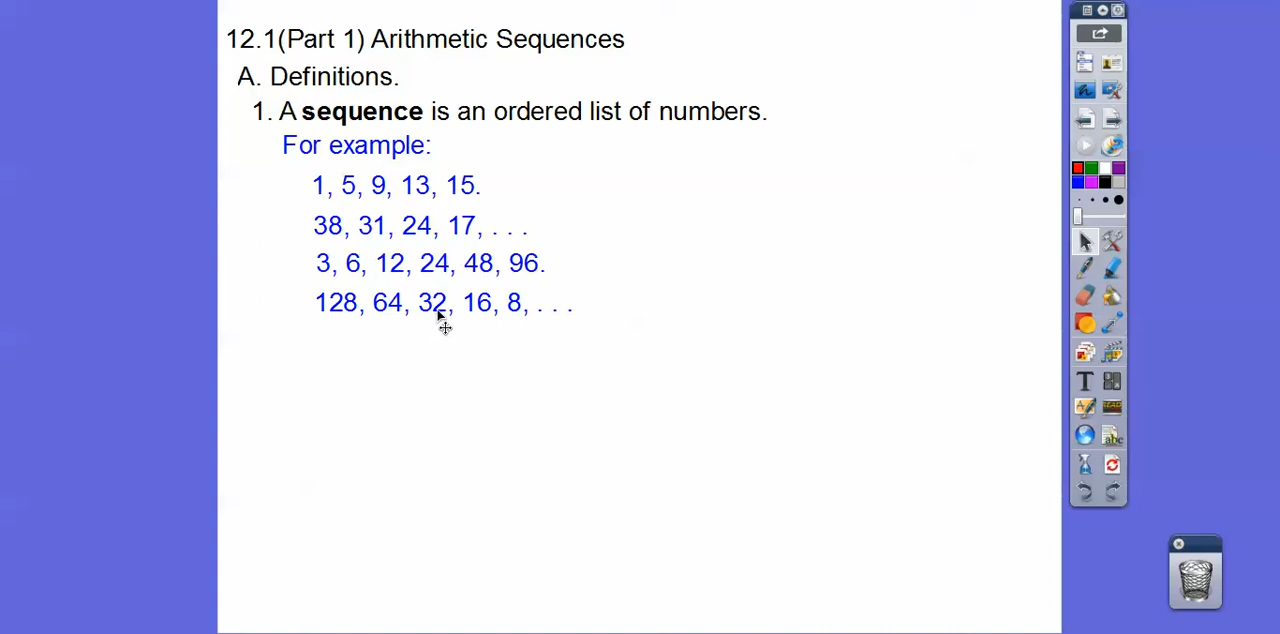 12.1(Part 1) Arithmetic Sequences
A. Definitions.
1. A sequence is an ordered list of numbers.
For example:
1, 5, 9, 13, 15.
38, 31, 24, 17, . . .
3, 6, 12, 24, 48, 96.
128, 64, 32, 16, 8, . . .
T
abc